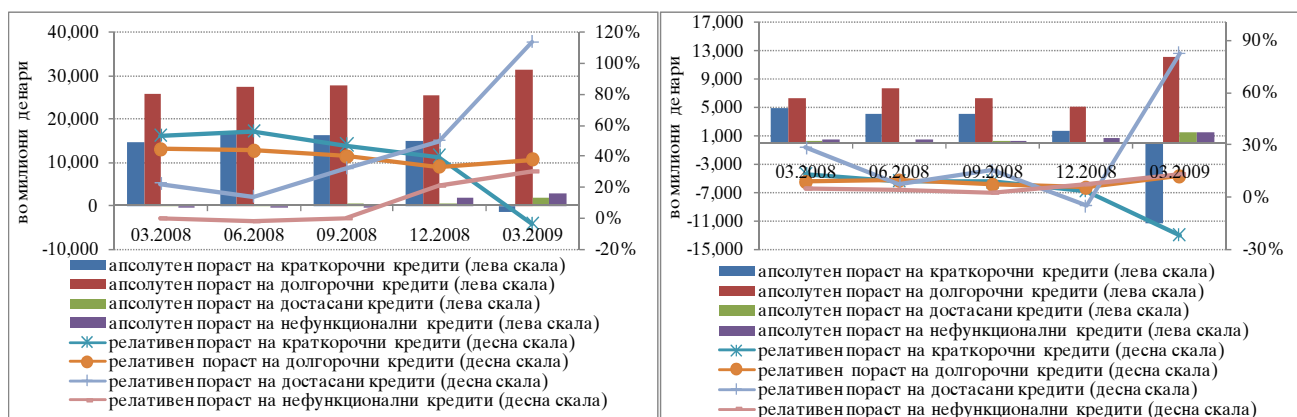 во милиони денари
40,000
30,000
20,000
10,000
0
-10,000
120%
100%
80%
60%
40%
20%
0%
-20%
03.2008 06.2008 09.2008 12.2008 03.2009
апсолутен пораст на краткорочни кредити (лева скала)
апсолутен пораст на долгорочни кредити (лева скала)
апсолутен пораст на достасани кредити (лева скала)
апсолутен пораст на нефункционални кредити (лева скала)
релативен пораст на краткорочни кредити (десна скала)
релативен пораст на долгорочни кредити (десна скала)
релативен пораст на достасани кредити (десна скала)
релативен пораст на нефункционални кредити (десна скала)
во милиони денари
17,000
13,000
9,000
5,000
1,000
-3,000
-7,000
-11,000
-15,000
90%
60%
30%
0%
-30%
03.2008 06.2008 09.2008 12.2008 03.2009
апсолутен пораст на краткорочни кредити (лева скала)
апсолутен пораст на долгорочни кредити (лева скала)
апсолутен пораст на достасани кредити (лева скала)
апсолутен пораст на нефункционални кредити (лева скала)
релативен пораст на краткорочни кредити (десна скала)
релативен пораст на долгорочни кредити (десна скала)
релативен пораст на достасани кредити (десна скала)
релативен пораст на нефункционални кредити (десна скала)